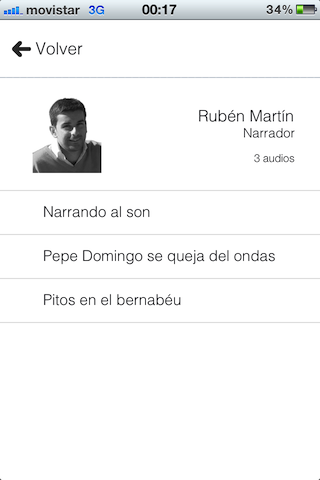 movistar 3G 00:17 34%
Volver
Rubén Martín
Narrador
3 audios
Narrando al son
Pepe Domingo se queja del ondas
Pitos en el bernabéu